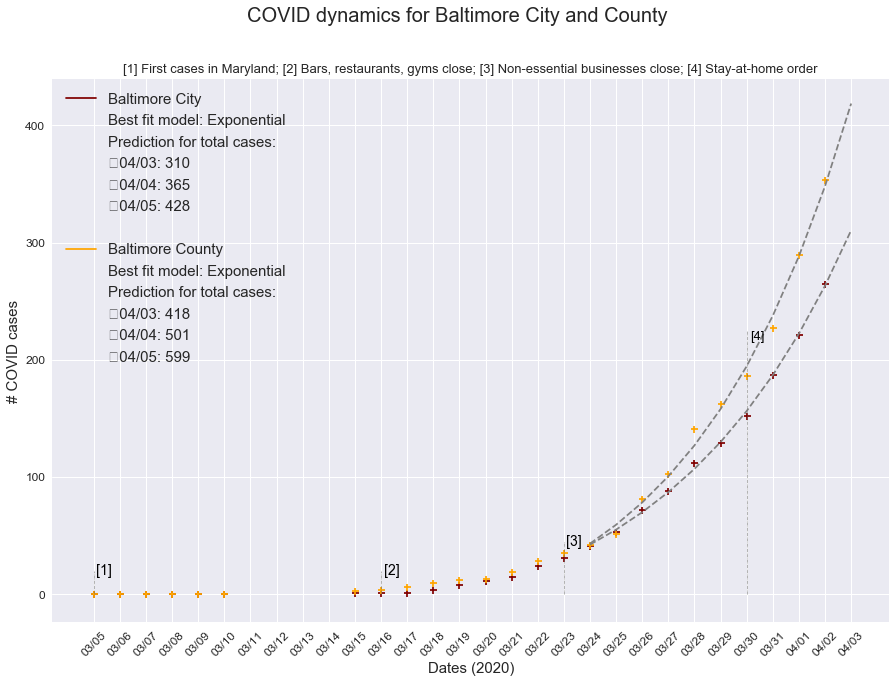 COVID dynamics for Baltimore City and County
[1] First cases in Maryland; [2] Bars, restaurants, gyms close; [3] Non-essential businesses close; [4] Stay-at-home order
Baltimore City
Best fit model: Exponential
Prediction for total cases:
04/03: 310
04/04: 365
04/05: 428
Baltimore County
Best fit model: Exponential
Prediction for total cases:
04/03: 418
04/04: 501
04/05: 599
# COVID cases
400
300
200
100
0
[1]
[2]
[3]
[4]
03/05 03/06 03/07 03/08 03/09 03/10 03/11 03/12 03/13 03/14 03/15 03/16 03/17 03/18 03/19 03/20 03/21 03/22 03/23 03/24 03/25 03/26 03/27 03/28 03/29 03/30 03/31 04/01 04/02 04/03
Dates (2020)